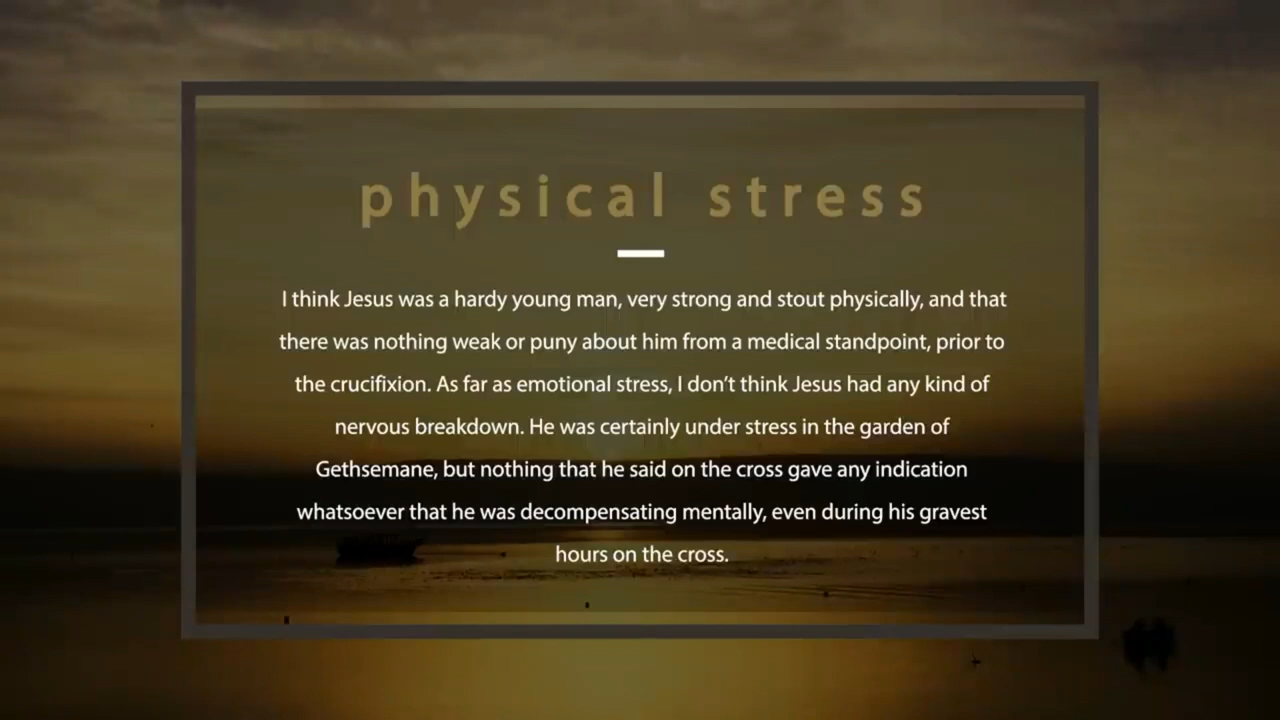 physical stress
I think Jesus was a hardy young man, very strong and stout physically, and that
there was nothing weak or puny about him from a medical standpoint, prior to
the crucifixion. As far as emotional stress, I don’t think Jesus had any kind of
nervous breakdown. He was certainly under stress in the garden of
Gethsemane, but nothing that he said on the cross gave any indication
whatsoever that he was decompensating mentally, even during his gravest
hours on the cross.